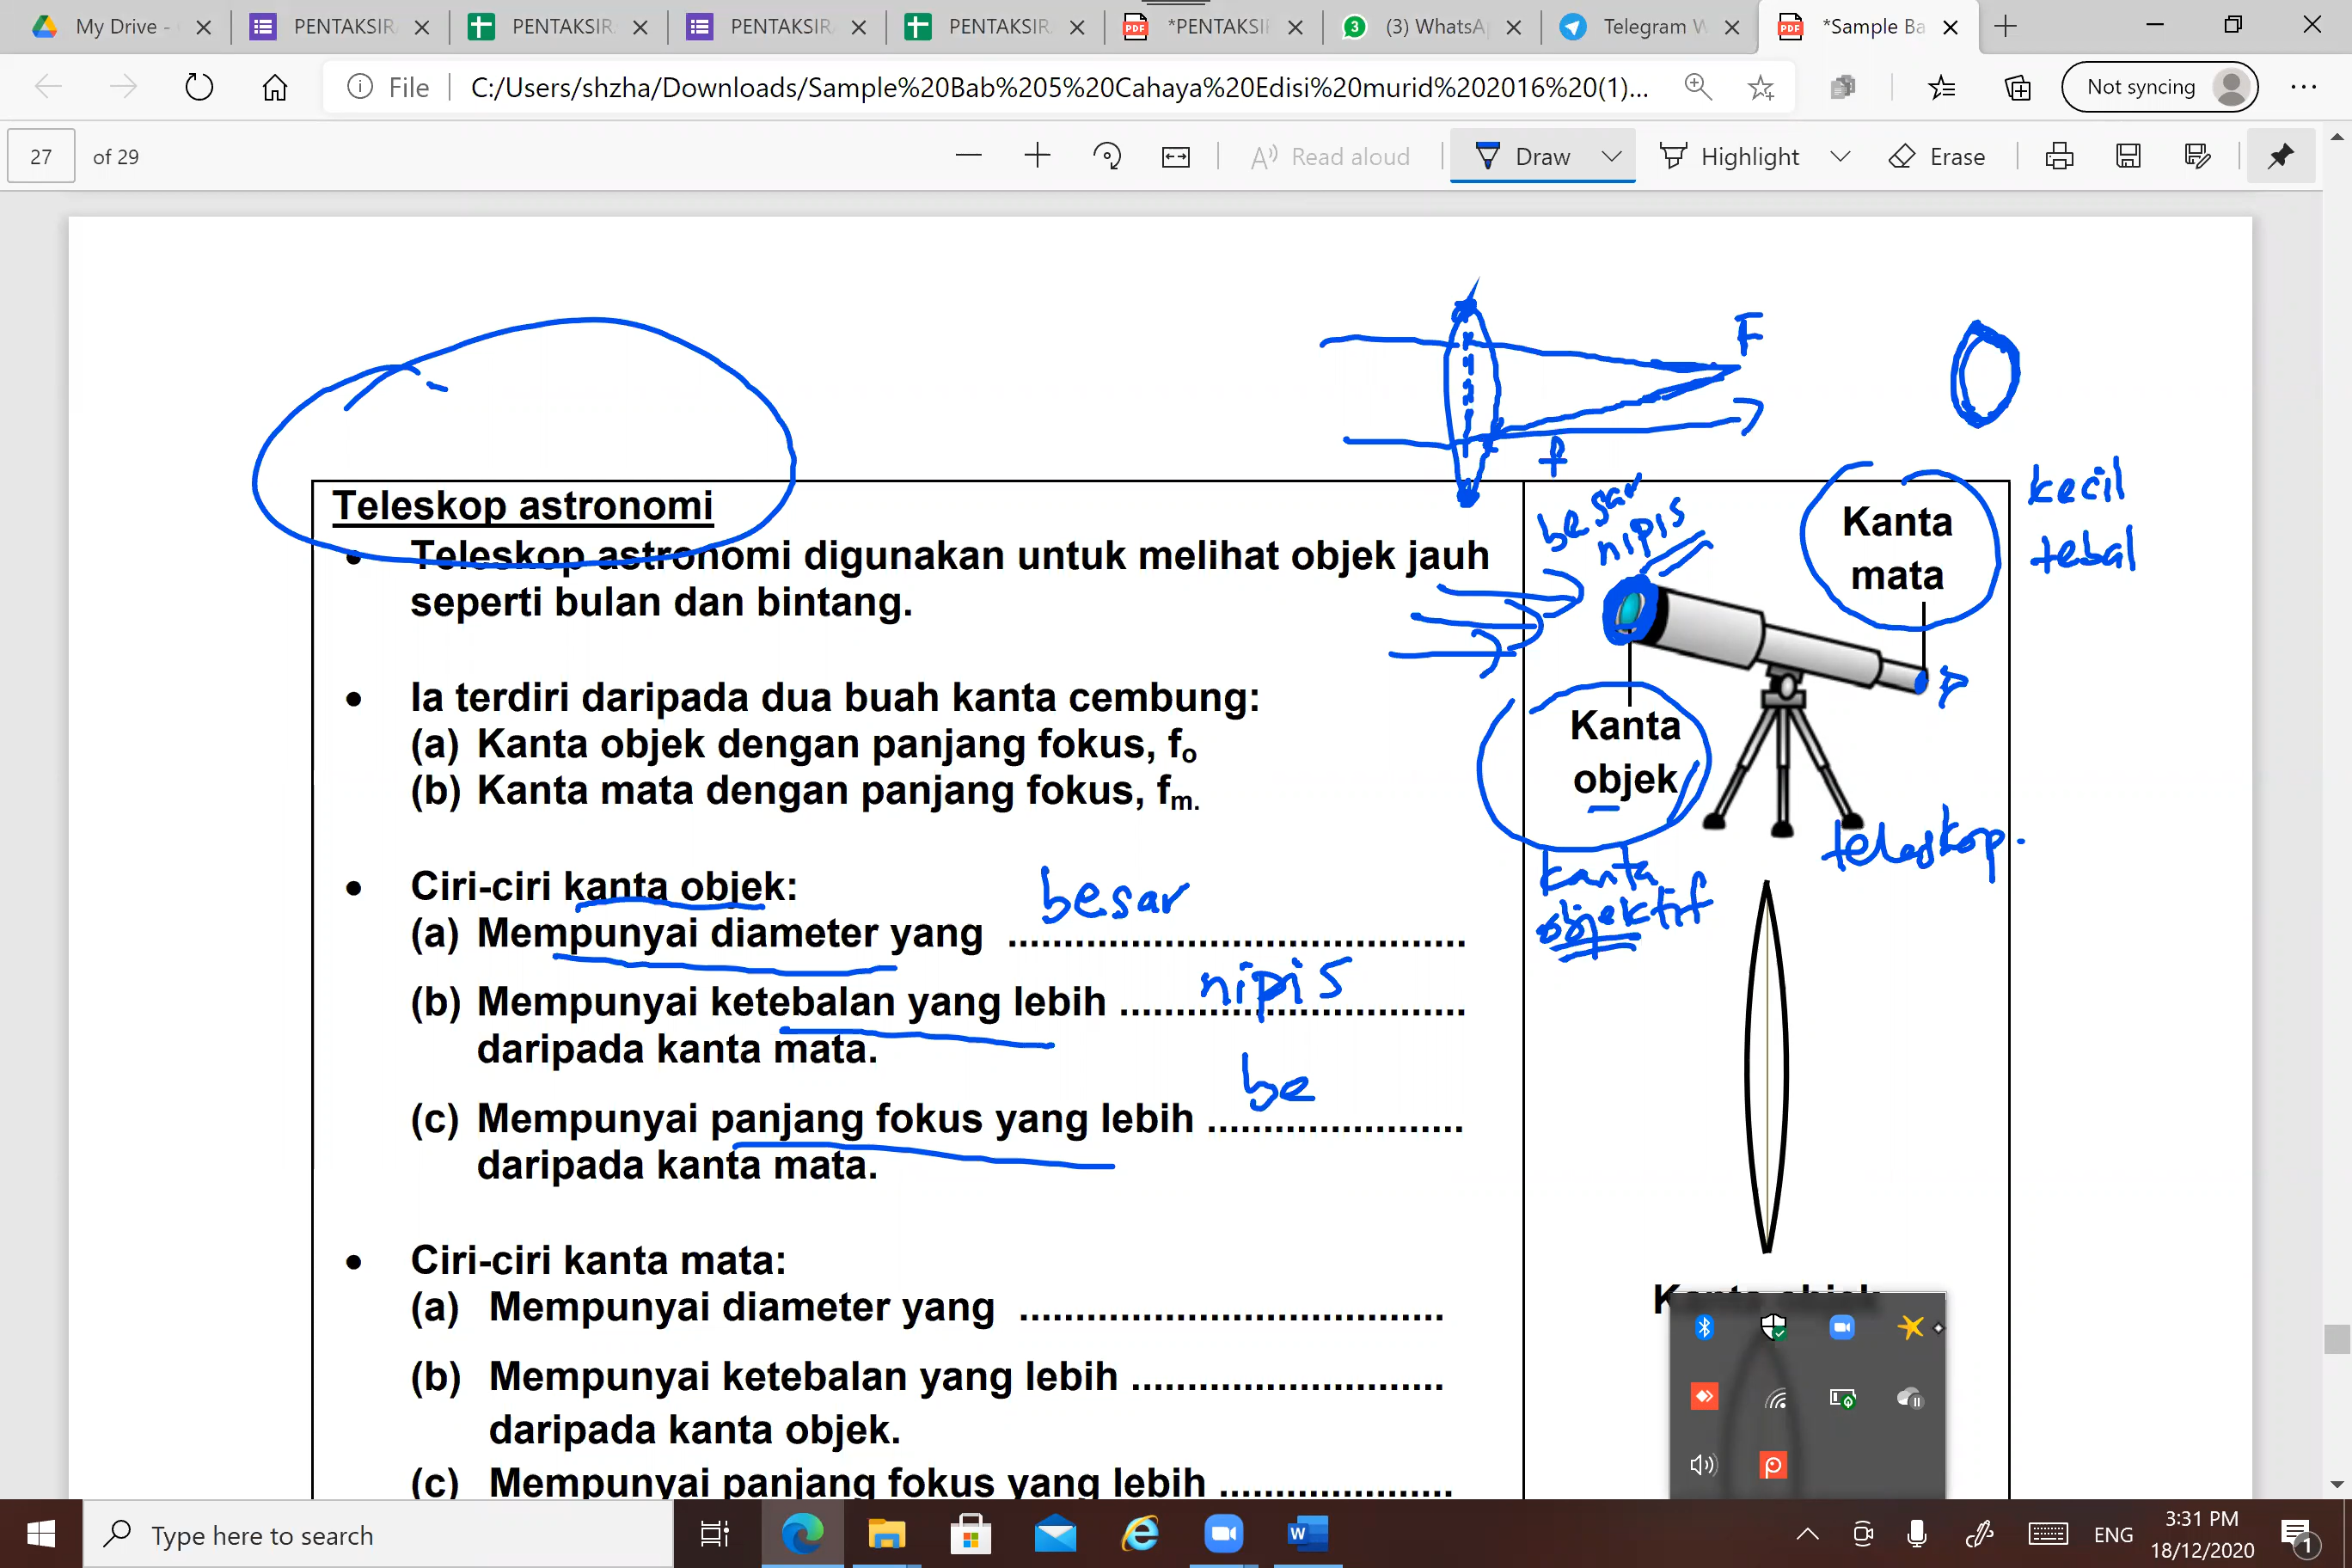 My Drive -
PENTAKSIR
PENTAKSIR
PENTAKSIR
PENTAKSIR
*PENTAKSI
(3) WhatsA
Telegram W
*Sample Ba
File
C:/Users/shzha/Downloads/Sample%20Bab%205%20Cahaya%20Edisi%20murid%202016%20(1)...
Not syncing
27
of 29
Read aloud
Draw
Highlight
Erase
F
f
Teleskop astronomi
Teleskop astronomi digunakan untuk melihat objek jauh
seperti bulan dan bintang.
Ia terdiri daripada dua buah kanta cembung:
(a) Kanta objek dengan panjang fokus, fo
(b) Kanta mata dengan panjang fokus, fm.
Ciri-ciri kanta objek:
(a) Mempunyai diameter yang ........ besar
(b) Mempunyai ketebalan yang lebih ........ nipis
daripada kanta mata.
(c) Mempunyai panjang fokus yang lebih ........ be
daripada kanta mata.
Ciri-ciri kanta mata:
(a) Mempunyai diameter yang ........
(b) Mempunyai ketebalan yang lebih ........
daripada kanta objek.
(c) Mempunyai panjang fokus yang lebih ........
besar
nipis
Kanta
mata
kecil
tebal
Kanta
objek
kanta
objektif
teleskop.
Kanta objek
Type here to search
ENG
3:31 PM
18/12/2020
1